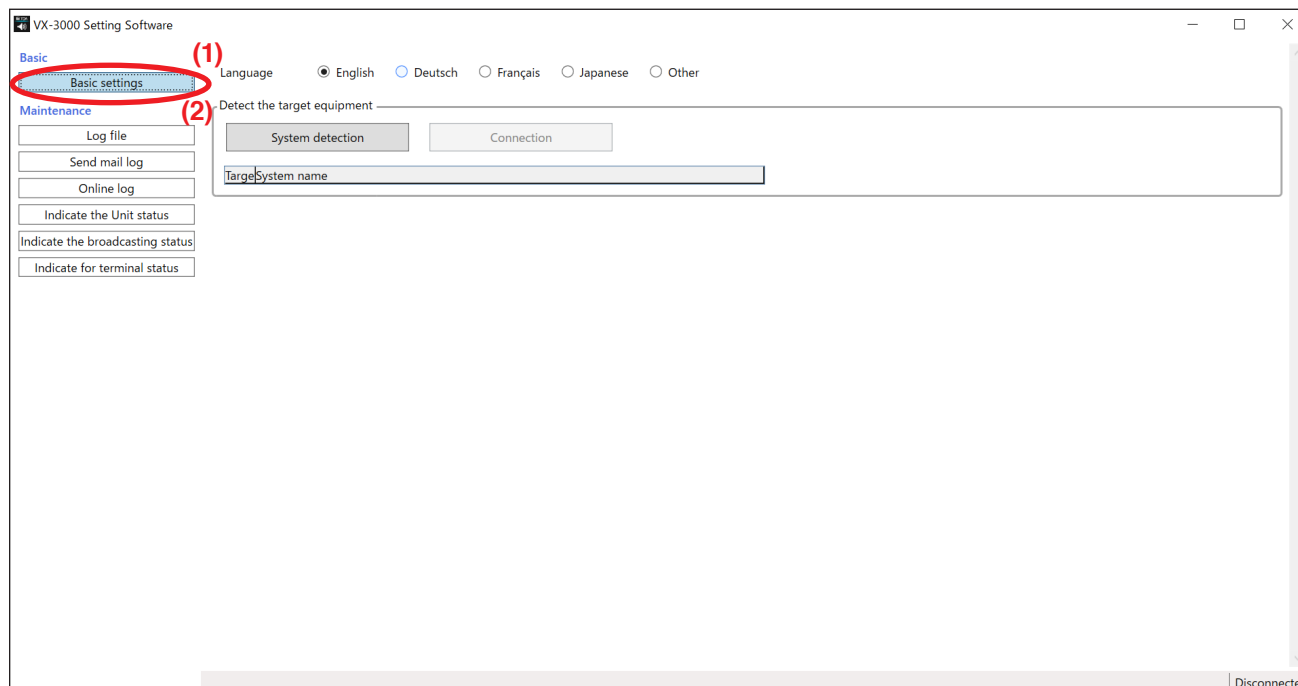 VX-3000 Setting Software
Basic
(1)
Basic settings
Language English Deutsch Français Japanese Other
Maintenance
(2)
Detect the target equipment
Log file
System detection Connection
Send mail log
Targe System name
Online log
Indicate the Unit status
Indicate the broadcasting status
Indicate for terminal status
Disconnecte